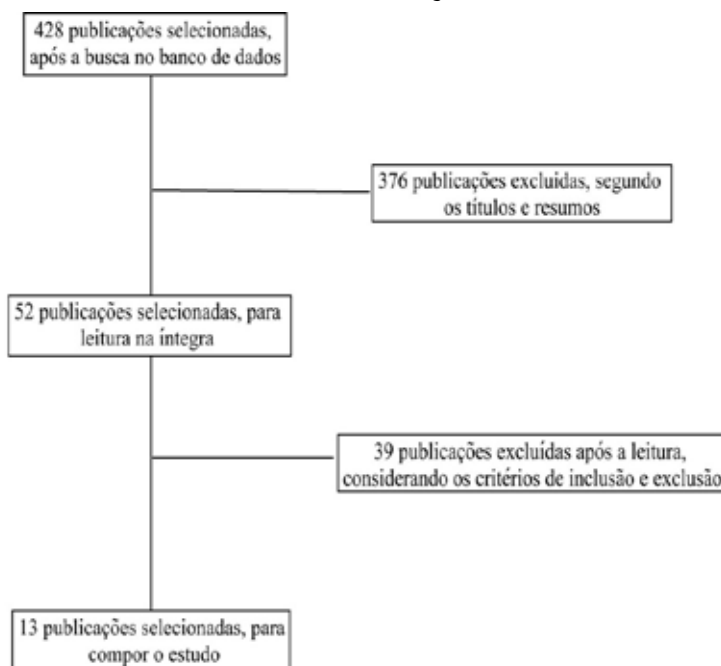 428 publicações selecionadas,
após a busca no banco de dados
376 publicações excluídas, segundo
os títulos e resumos
52 publicações selecionadas, para
leitura na íntegra
39 publicações excluídas após a leitura,
considerando os critérios de inclusão e exclusão
13 publicações selecionadas, para
compor o estudo